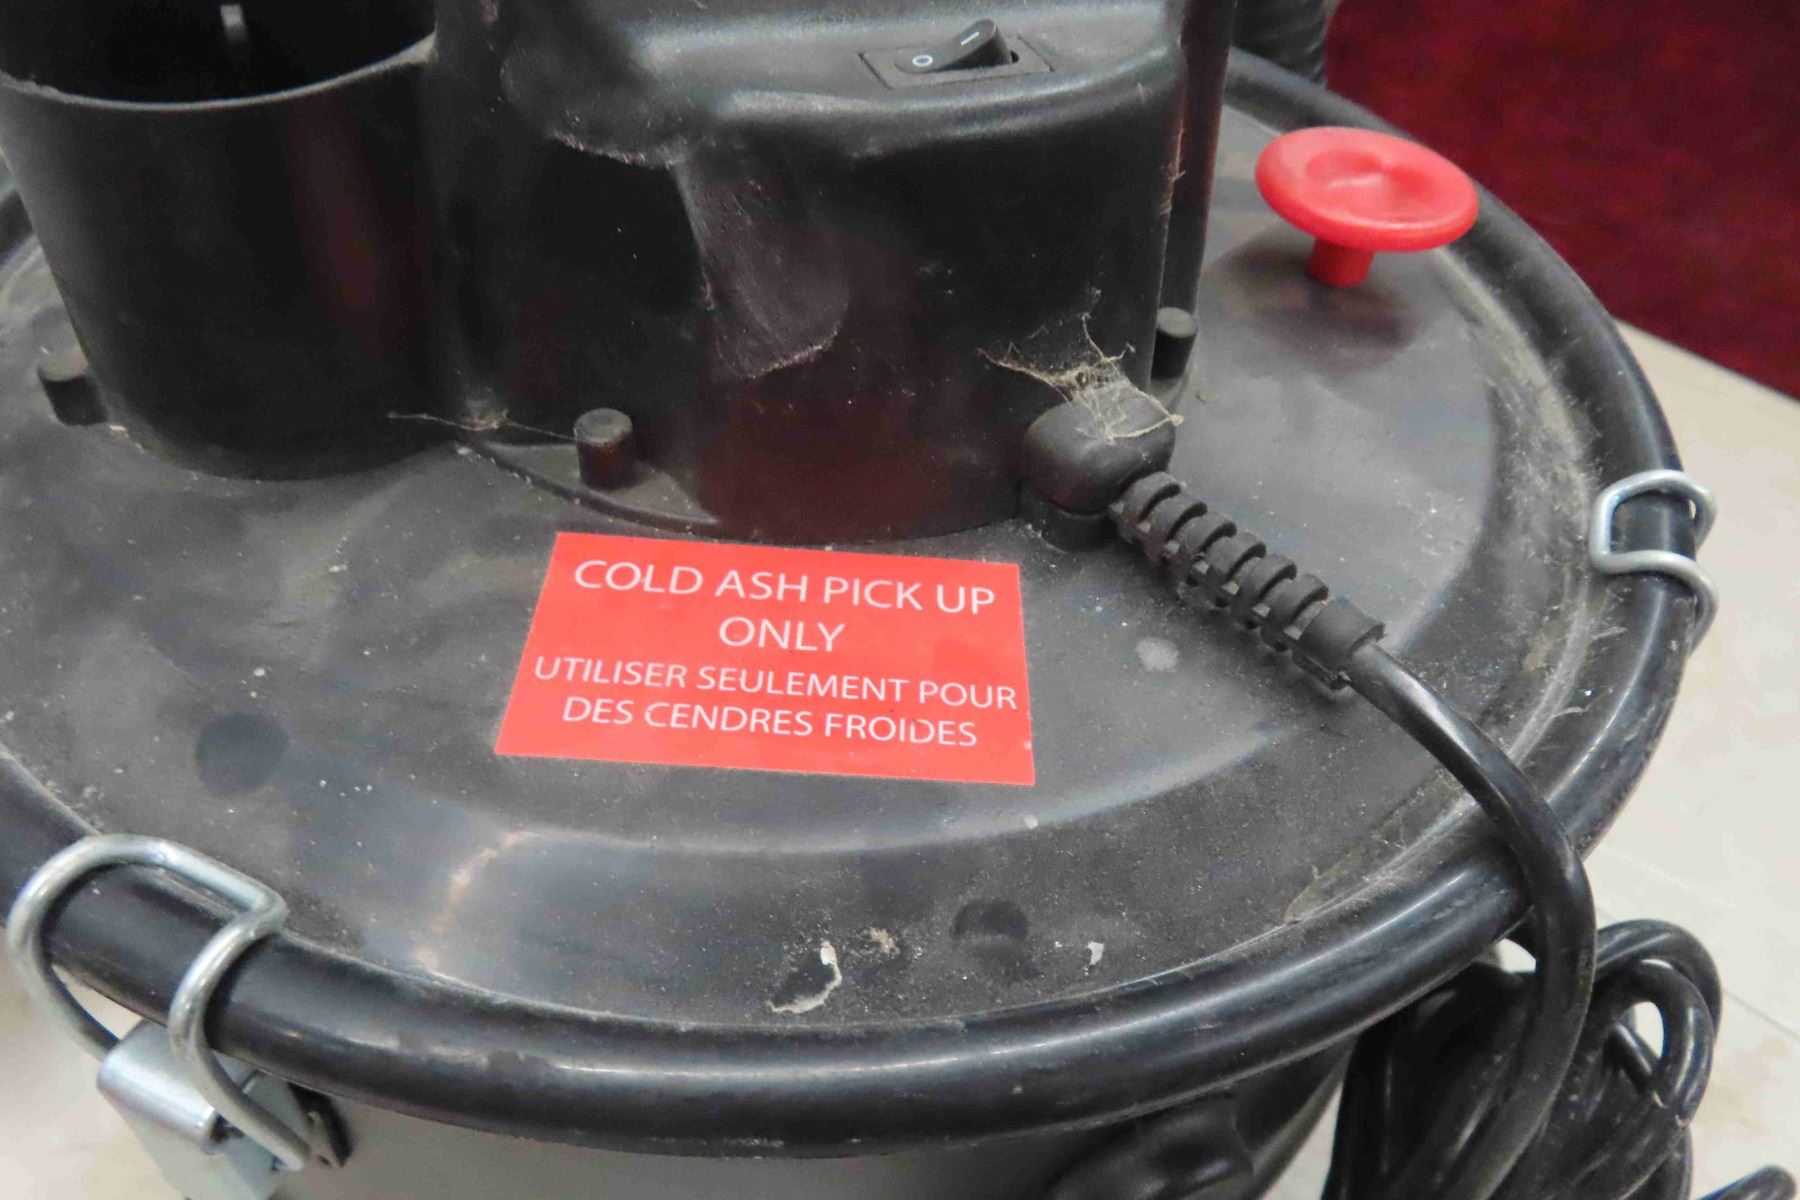 COLD ASH PICK UP
ONLY
UTILISER SEULEMENT POUR
DES CENDRES FROIDES